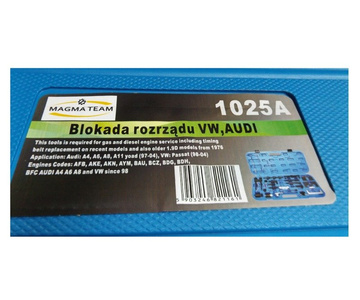 MAGMA TEAM
1025A
Blokada rozrządu VW,AUDI
This tools is required for gas and diesel engine service including timing
belt replacement on recent models and also older 1.9D models from 1978
Application: Audi: A4, A6, A8, A11 yood (97-04), VW: Passat (98-04)
Engines Codes: AFB, AKE, AKN, AYM, BAU, BCZ, BDG, BDH,
BFC AUDI A4 A6 A8 and VW since 98
5903246821161